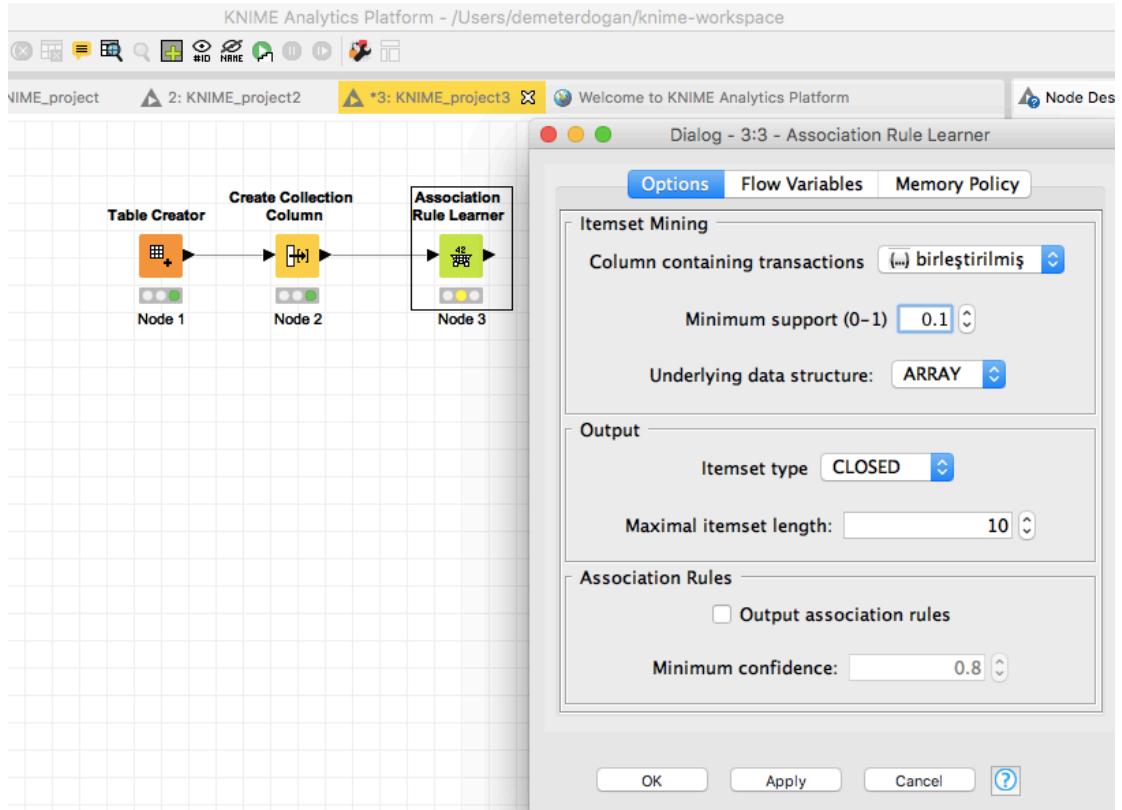 KNIME Analytics Platform - /Users/demeterdogan/knime-workspace
#ID
NAME
NIME_project
2: KNIME_project2
*3: KNIME_project3
Welcome to KNIME Analytics Platform
Node Des
Dialog - 3:3 - Association Rule Learner
Options Flow Variables Memory Policy
Create Collection
Column
Association
Rule Learner
Table Creator
Node 1
Node 2
Node 3
Itemset Mining
Column containing transactions {...} birleştirilmiş
Minimum support (0-1) 0.1
Underlying data structure: ARRAY
Output
Itemset type CLOSED
Maximal itemset length: 10
Association Rules
Output association rules
Minimum confidence: 0.8
OK Apply Cancel ?